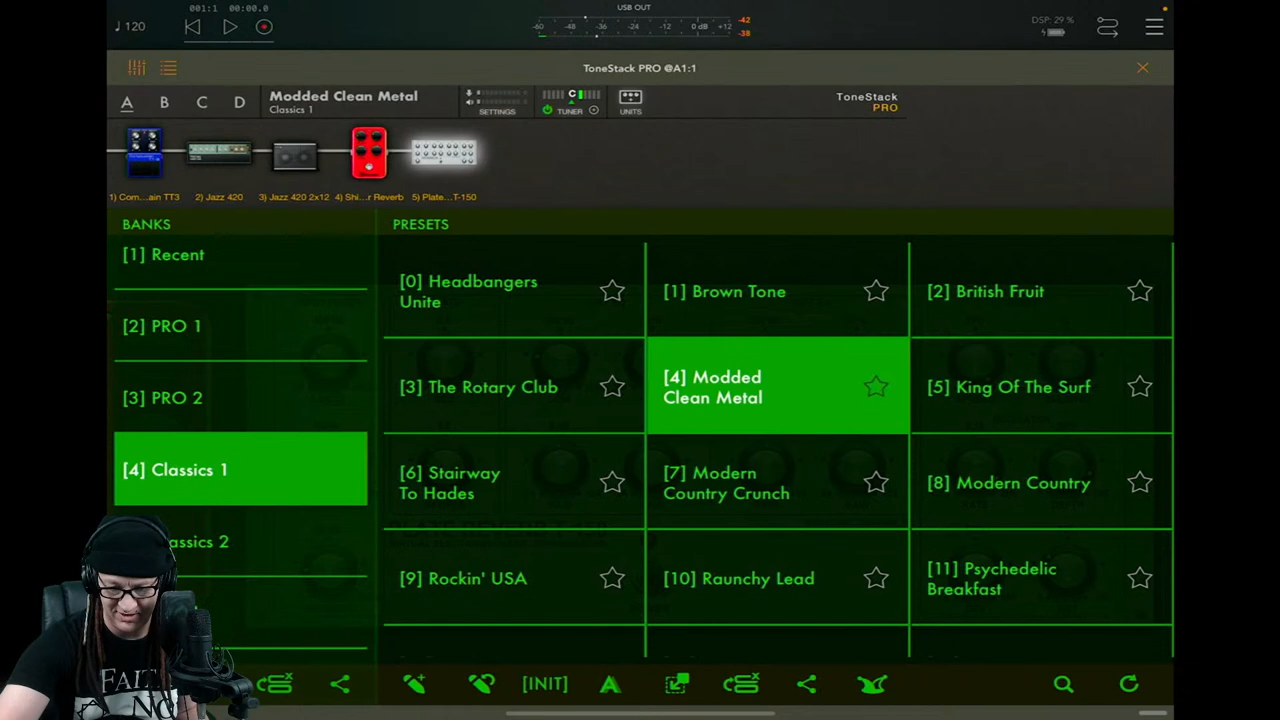 001:1 00:00.0
USB OUT
♩120
-60 -48 -36 -24 -12 0 dB +12
-42
-38
DSP: 29 %
ToneStack PRO @A1:1
A B C D
Modded Clean Metal
Classics 1
SETTINGS
C
TUNER
UNITS
ToneStack
PRO
1) Com...ain TT3 2) Jazz 420 3) Jazz 420 2x12 4) Shi...r Reverb 5) Plate...T-150
BANKS
PRESETS
[1] Recent
[2] PRO 1
[3] PRO 2
[4] Classics 1
assics 2
[0] Headbangers
Unite
[1] Brown Tone
[2] British Fruit
[3] The Rotary Club
[4] Modded
Clean Metal
[5] King Of The Surf
[6] Stairway
To Hades
[7] Modern
Country Crunch
[8] Modern Country
[9] Rockin' USA
[10] Raunchy Lead
[11] Psychedelic
Breakfast
[INIT]
FAIT
NO